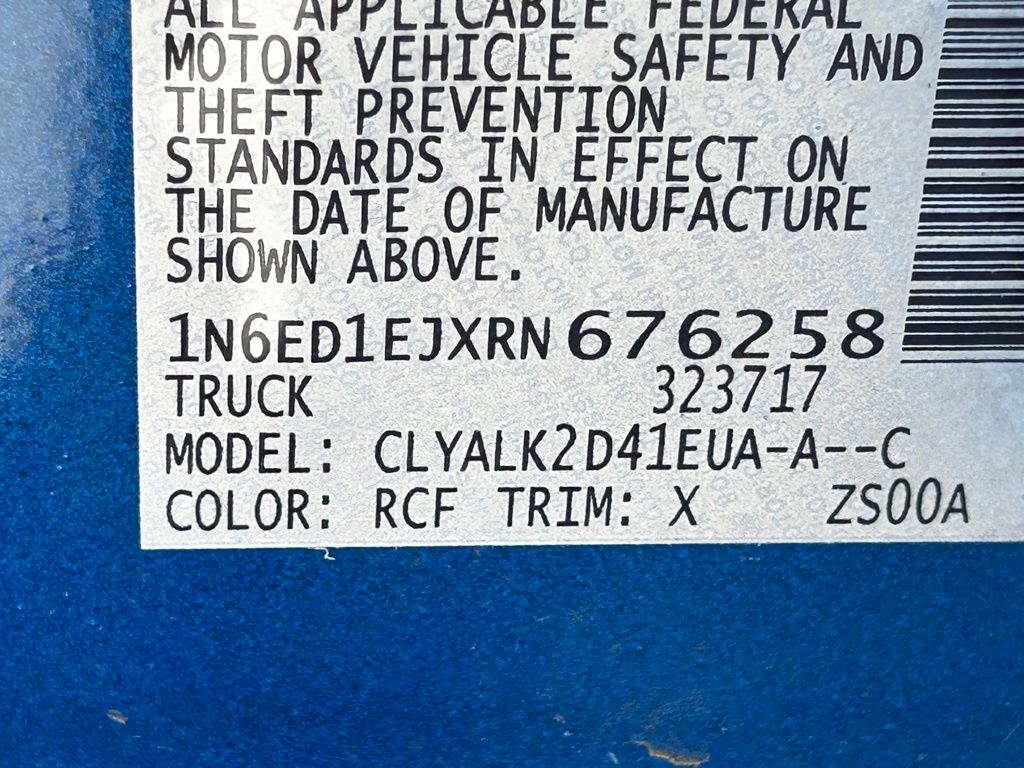 ALL APPLICABLE FEDERAL
MOTOR VEHICLE SAFETY AND
THEFT PREVENTION
STANDARDS IN EFFECT ON
THE DATE OF MANUFACTURE
SHOWN ABOVE.
1N6ED1EJXRN676258
TRUCK 323717
MODEL: CLYALK2D41EUA-A--C
COLOR: RCF TRIM: X ZS00A